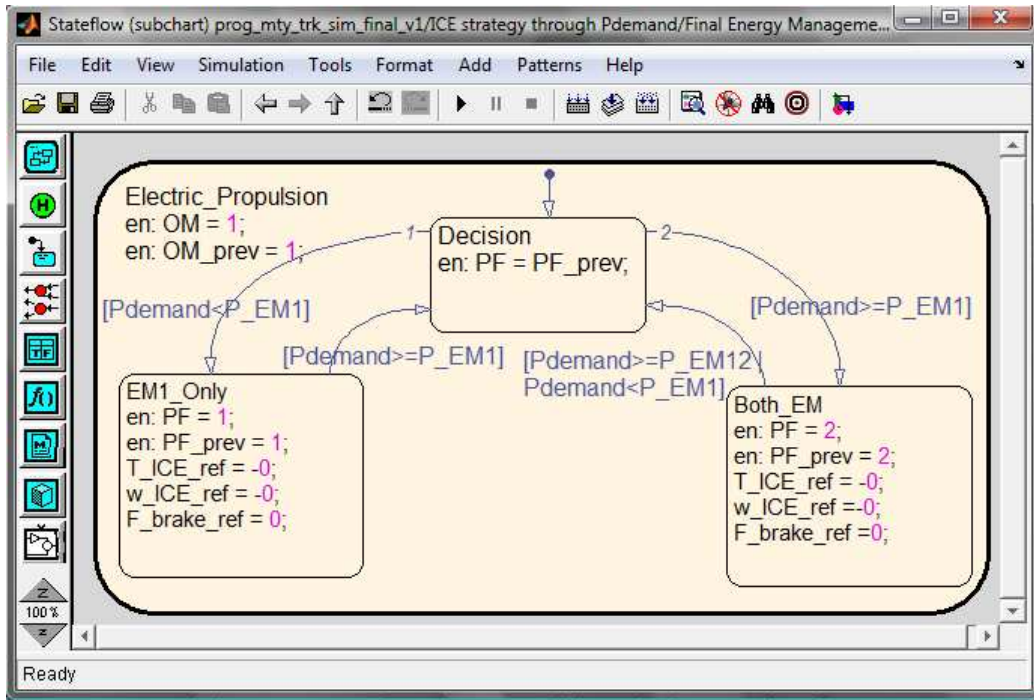 Stateflow (subchart) prog_mty_trk_sim_final_v1/ICE strategy through Pdemand/Final Energy Manageme...
File Edit View Simulation Tools Format Add Patterns Help
Electric_Propulsion
en: OM = 1;
en: OM_prev = 1;
1
Decision
en: PF = PF_prev;
2
[Pdemand<P_EM1]
[Pdemand>=P_EM1]
[Pdemand>=P_EM1]
[Pdemand>=P_EM12 |
Pdemand<P_EM1]
EM1_Only
en: PF = 1;
en: PF_prev = 1;
T_ICE_ref = -0;
w_ICE_ref = -0;
F_brake_ref = 0;
Both_EM
en: PF = 2;
en: PF_prev = 2;
T_ICE_ref = -0;
w_ICE_ref =-0;
F_brake_ref =0;
H
TF
f()
M
Z
100 %
z
Ready